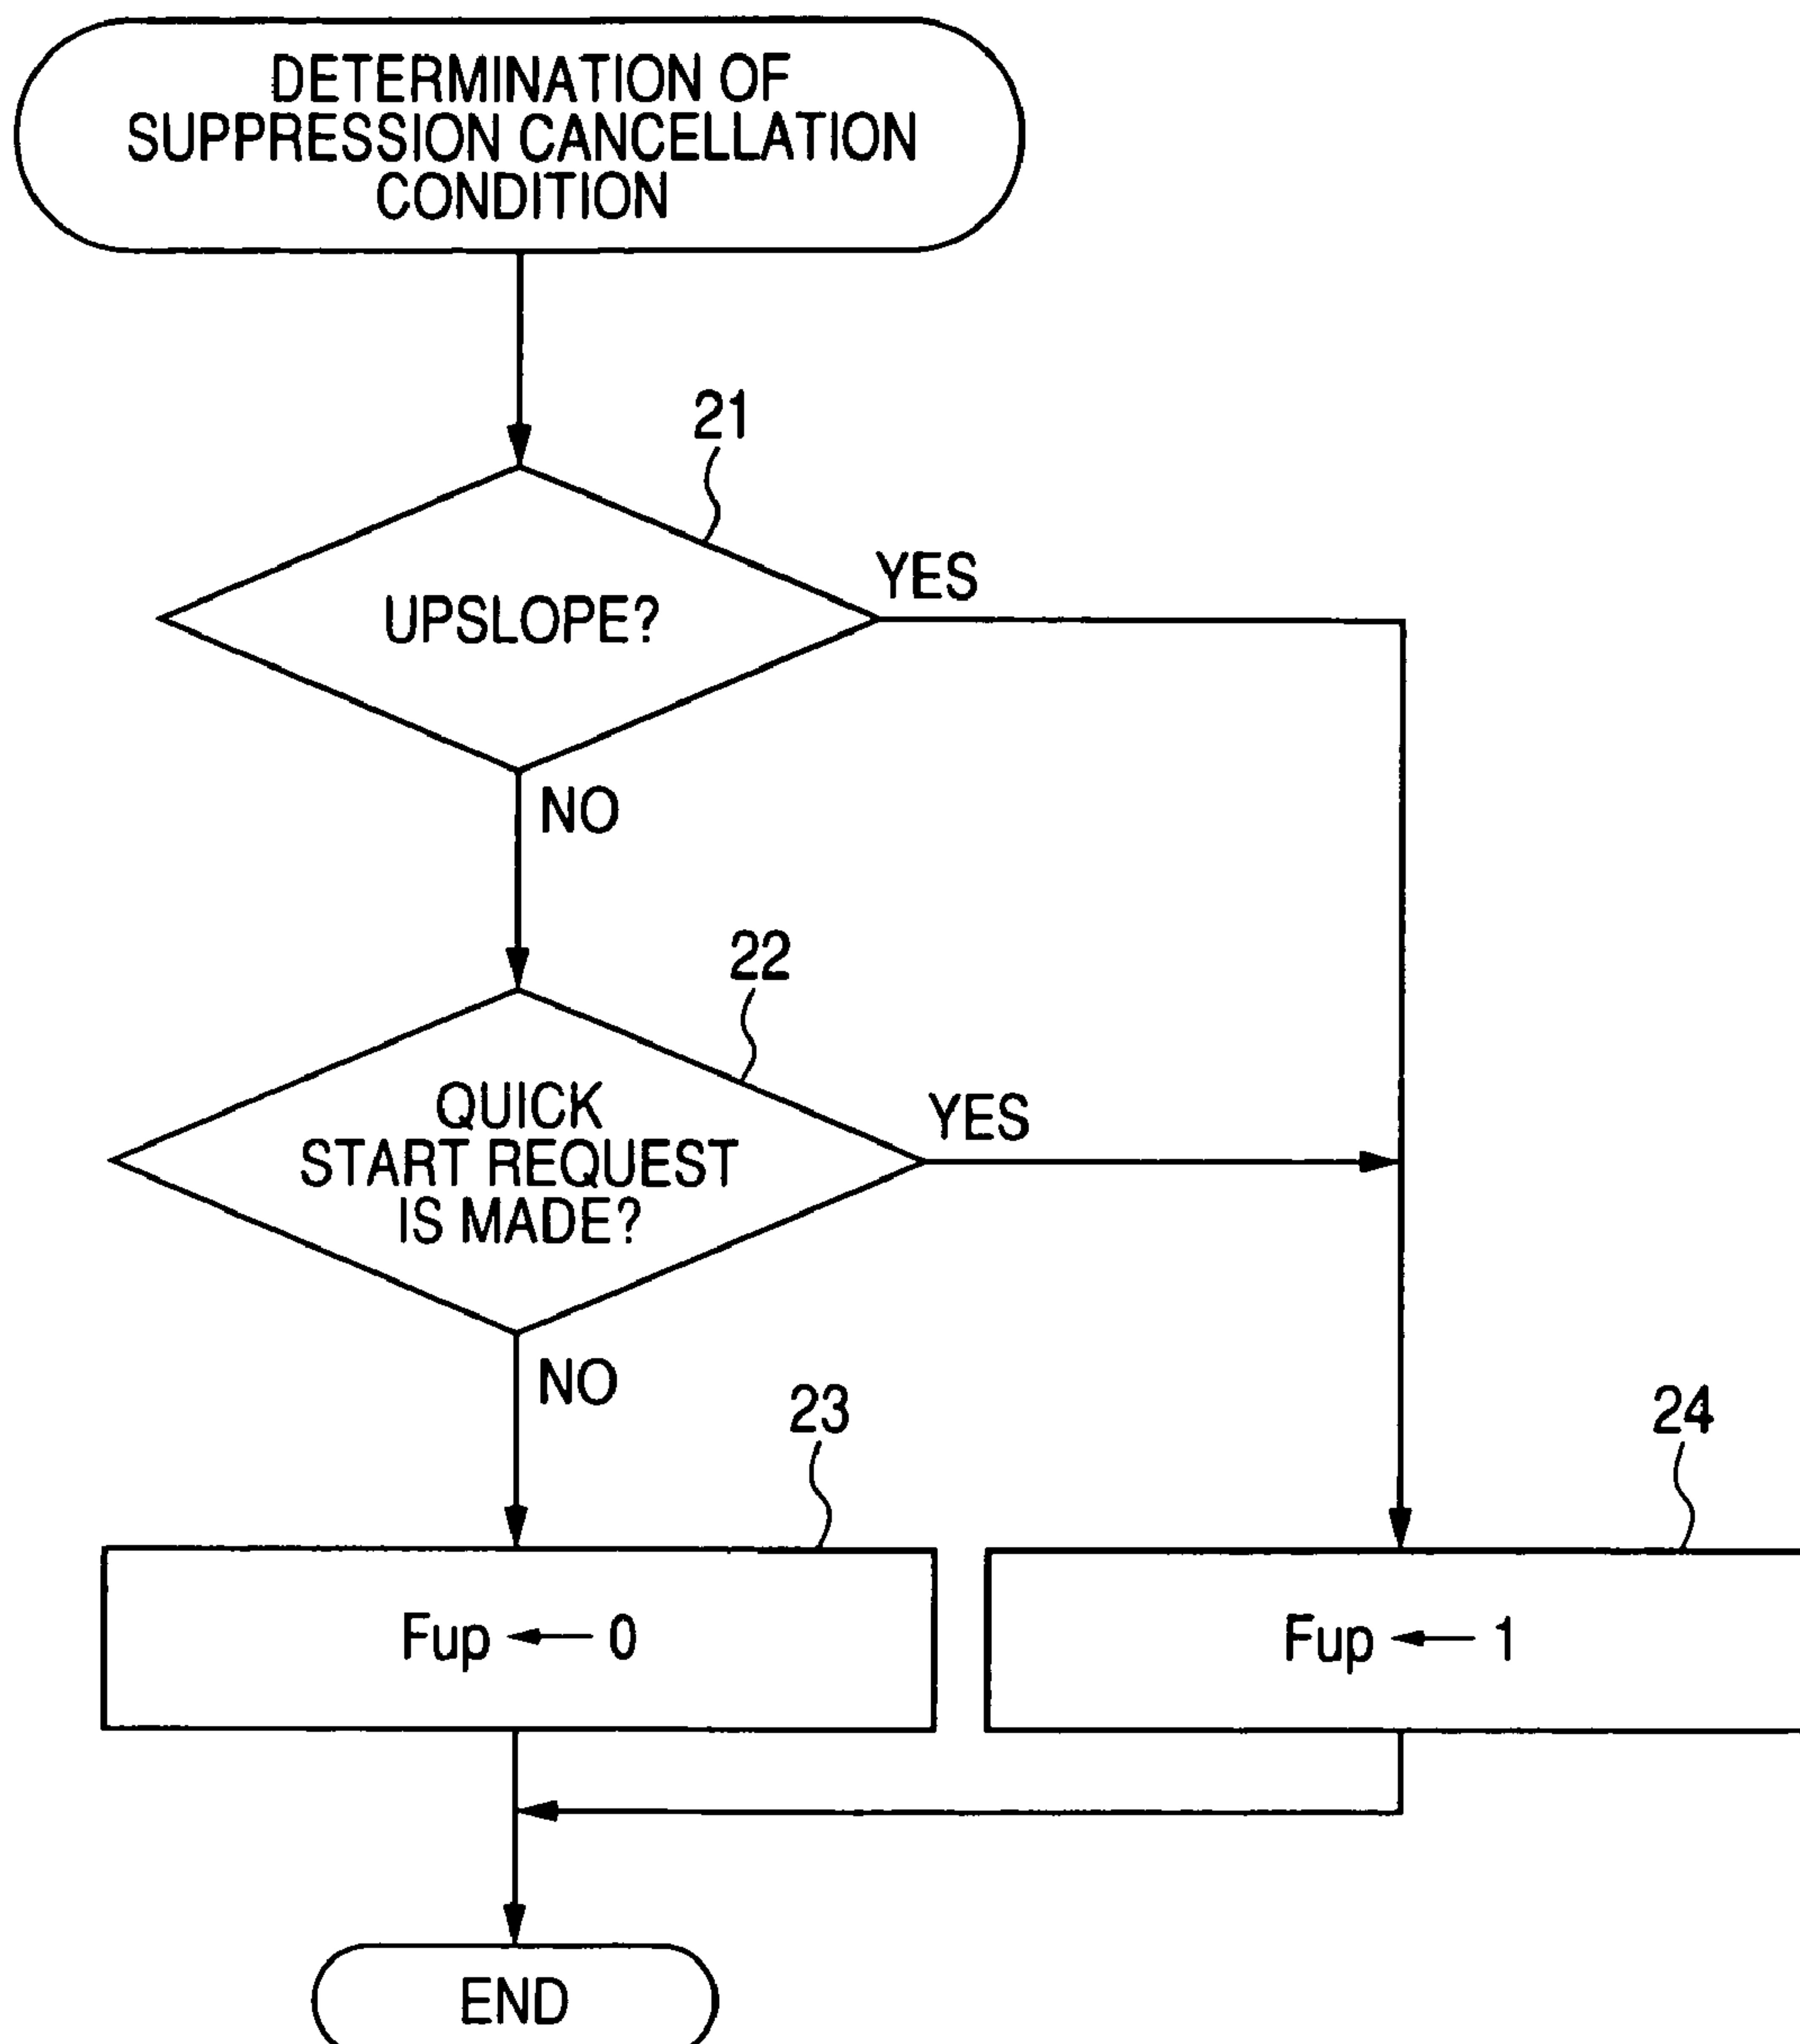 DETERMINATION OF
SUPPRESSION CANCELLATION
CONDITION
21
UPSLOPE?
YES
NO
22
QUICK
START REQUEST
IS MADE?
YES
NO
23
24
Fup ← 0
Fup ← 1
END